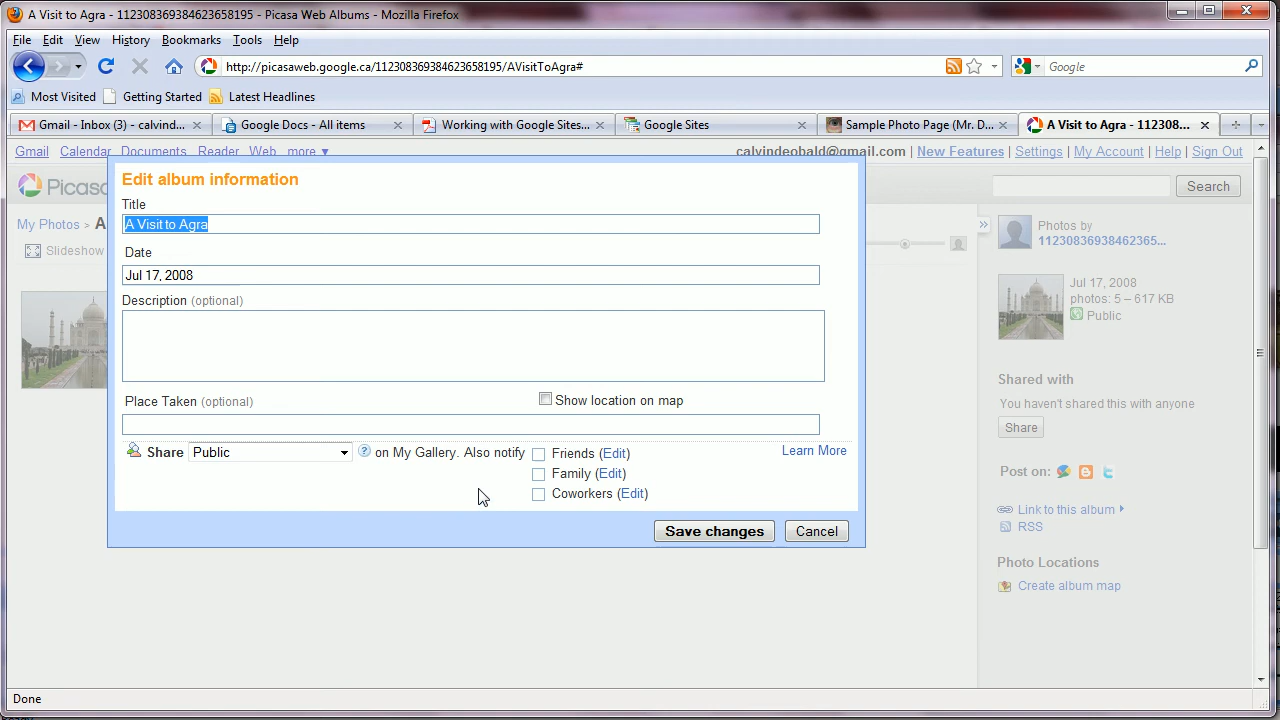 A Visit to Agra - 112308369384623658195 - Picasa Web Albums - Mozilla Firefox
File Edit View History Bookmarks Tools Help
http://picasaweb.google.ca/112308369384623658195/AVisitToAgra# Google
Most Visited Getting Started Latest Headlines
Gmail - Inbox (3) - calvind... Google Docs - All items Working with Google Sites... Google Sites Sample Photo Page (Mr. D... A Visit to Agra - 112308...
Gmail Calendar Documents Reader Web more ▼ calvindeobald@gmail.com | New Features | Settings | My Account | Help | Sign Out
Picasa Search
Edit album information
Title
A Visit to Agra
My Photos > A
Slideshow
Date
Jul 17, 2008
Description (optional)
Place Taken (optional) Show location on map
Share Public on My Gallery. Also notify Friends (Edit) Learn More
Family (Edit)
Coworkers (Edit)
Save changes Cancel
Photos by
11230836938462365...
Jul 17, 2008
photos: 5 – 617 KB
Public
Shared with
You haven't shared this with anyone
Share
Post on:
Link to this album
RSS
Photo Locations
Create album map
Done